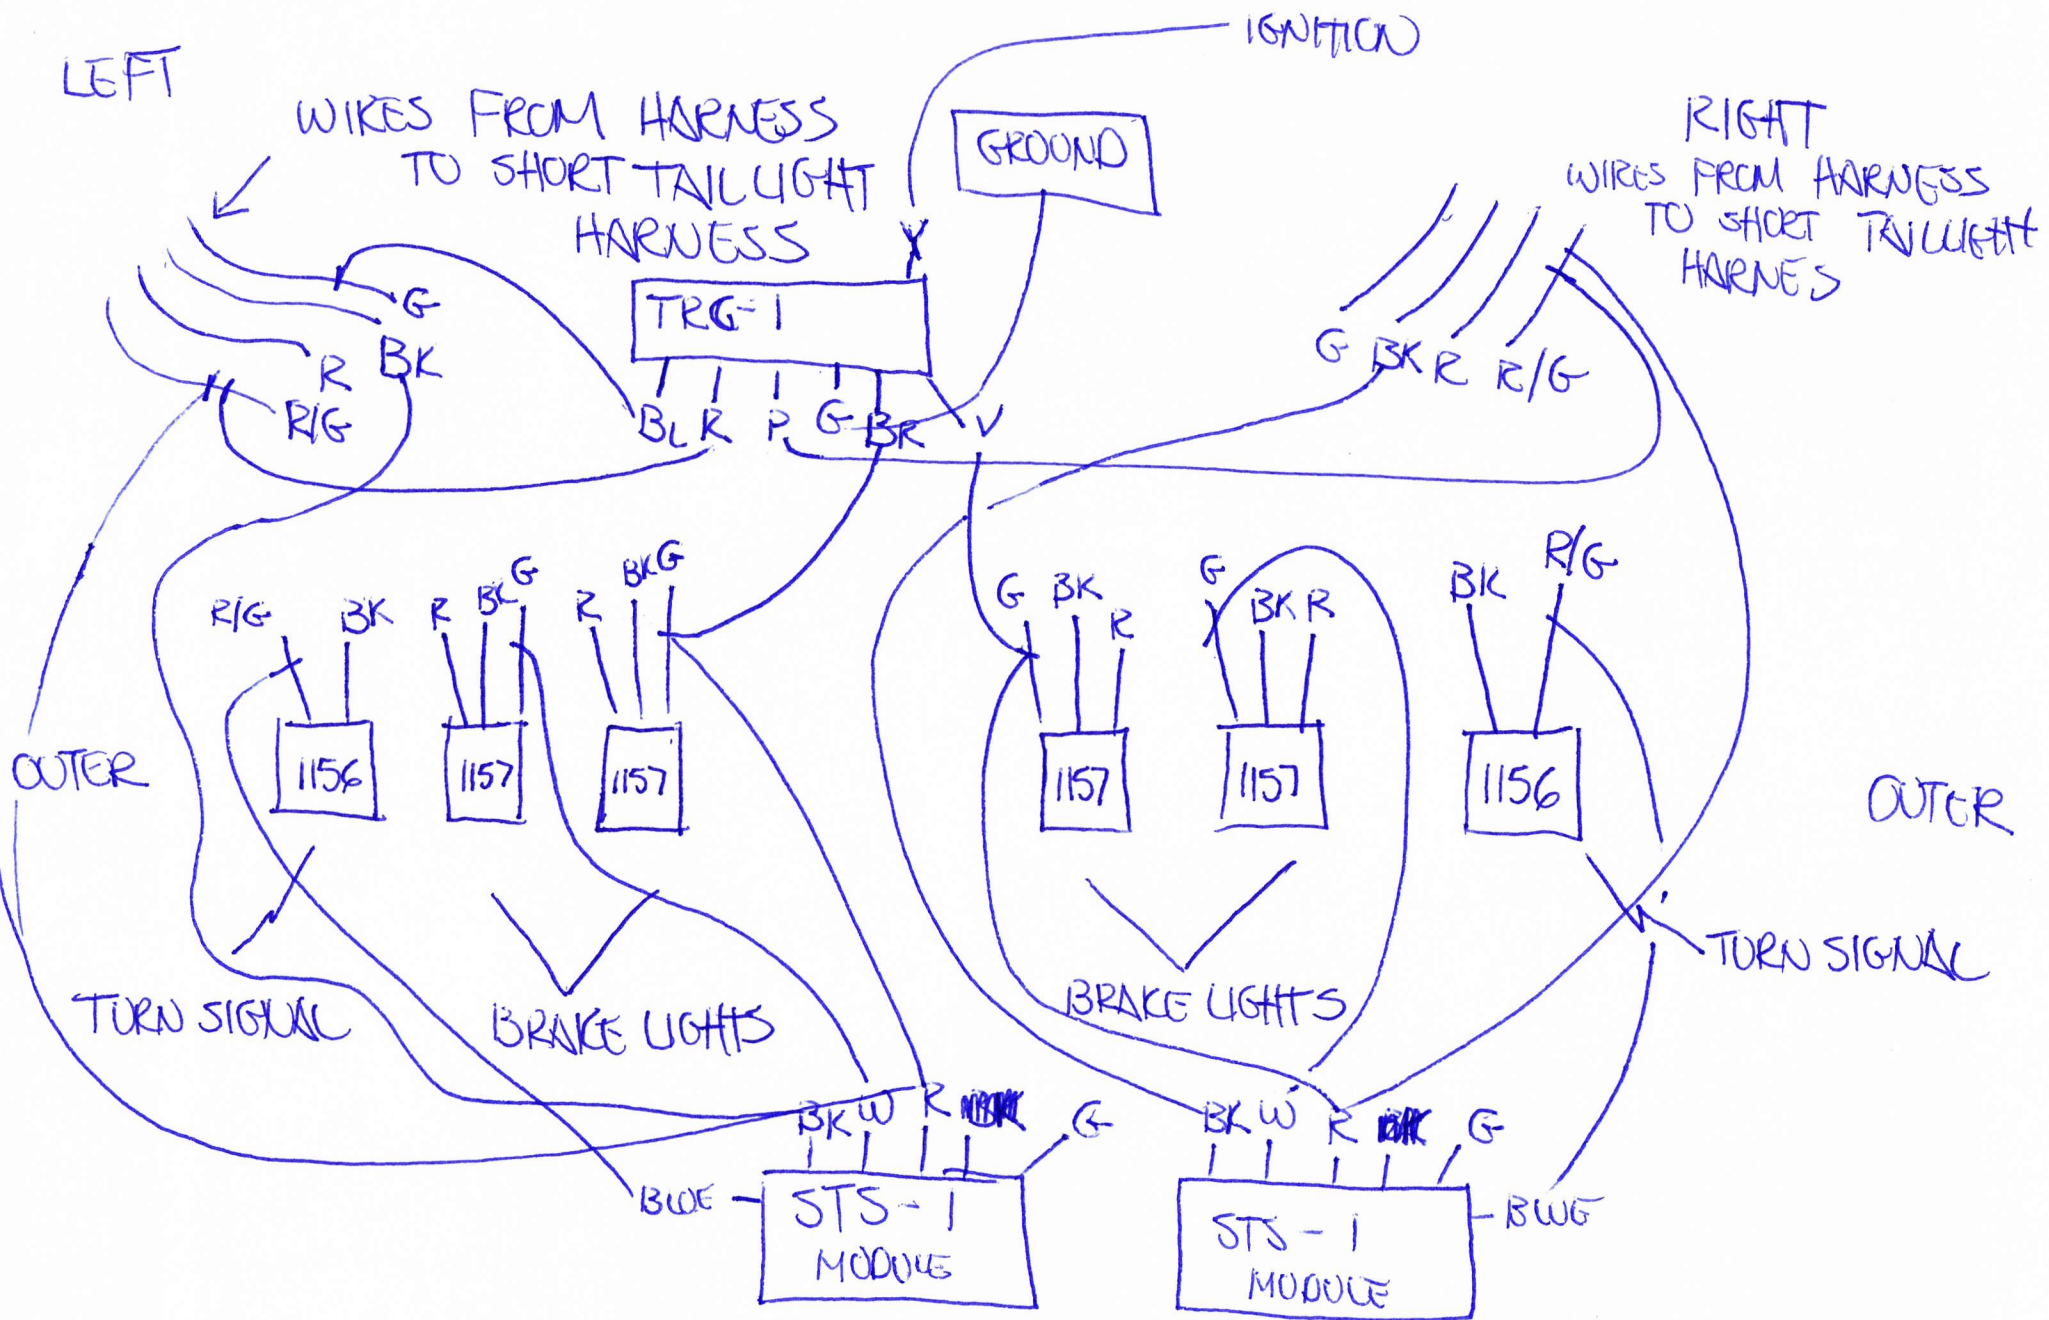 IGNITION
LEFT
WIRES FROM HARNESS
TO SHORT TAILLIGHT
HARNESS
GROUND
RIGHT
WIRES FROM HARNESS
TO SHORT TAILLIGHT
HARNES
Y
TRG-1
G
BK
R
R/G
BL R P G BR V
G BK R R/G
R/G BK R BK G R BK G
G BK R G BK R BK R/G
OUTER
1156 1157 1157
1157 1157 1156
OUTER
TURN SIGNAL
BRAKE LIGHTS
BRAKE LIGHTS
TURN SIGNAL
BK W R G
BK W R G
BLUE
STS-1
MODULE
STS-1
MODULE
BLUE